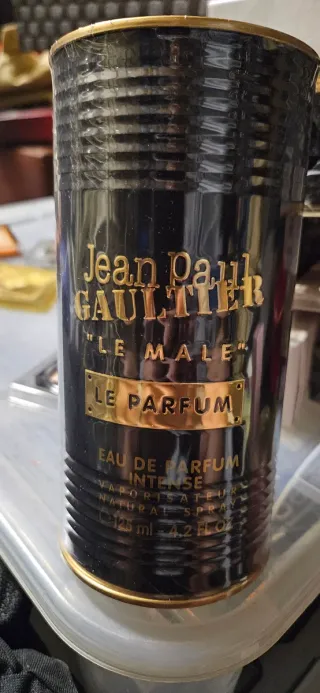 Jean Paul
GAULTIER
"LE MALE"
LE PARFUM
EAU DE PARFUM
INTENSE
VAPORISATEUR
NATURAL SPRAY
125 ml - 4.2 FL.OZ